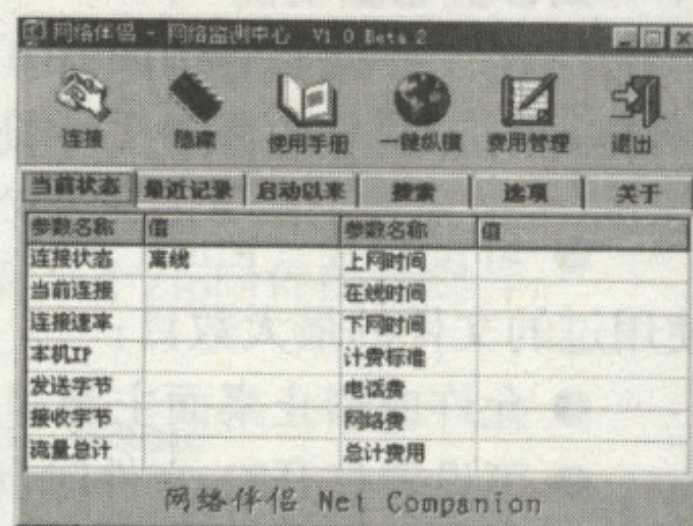 网络伴侣 - 网络监测中心 V1.0 Beta 2
连接 隐藏 使用手册 一键纵横 费用管理 退出
当前状态 最近记录 启动以来 搜索 选项 关于
参数名称 值 参数名称 值
连接状态 离线 上网时间
当前连接 在线时间
连接速率 下网时间
本机IP 计费标准
发送字节 电话费
接收字节 网络费
流量总计 总计费用
网络伴侣 Net Companion